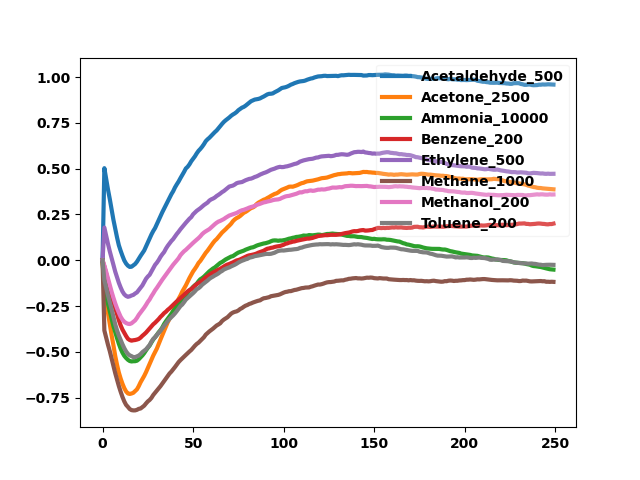 1.00
0.75
0.50
0.25
0.00
−0.25
−0.50
−0.75
0 50 100 150 200 250
Acetaldehyde_500
Acetone_2500
Ammonia_10000
Benzene_200
Ethylene_500
Methane_1000
Methanol_200
Toluene_200